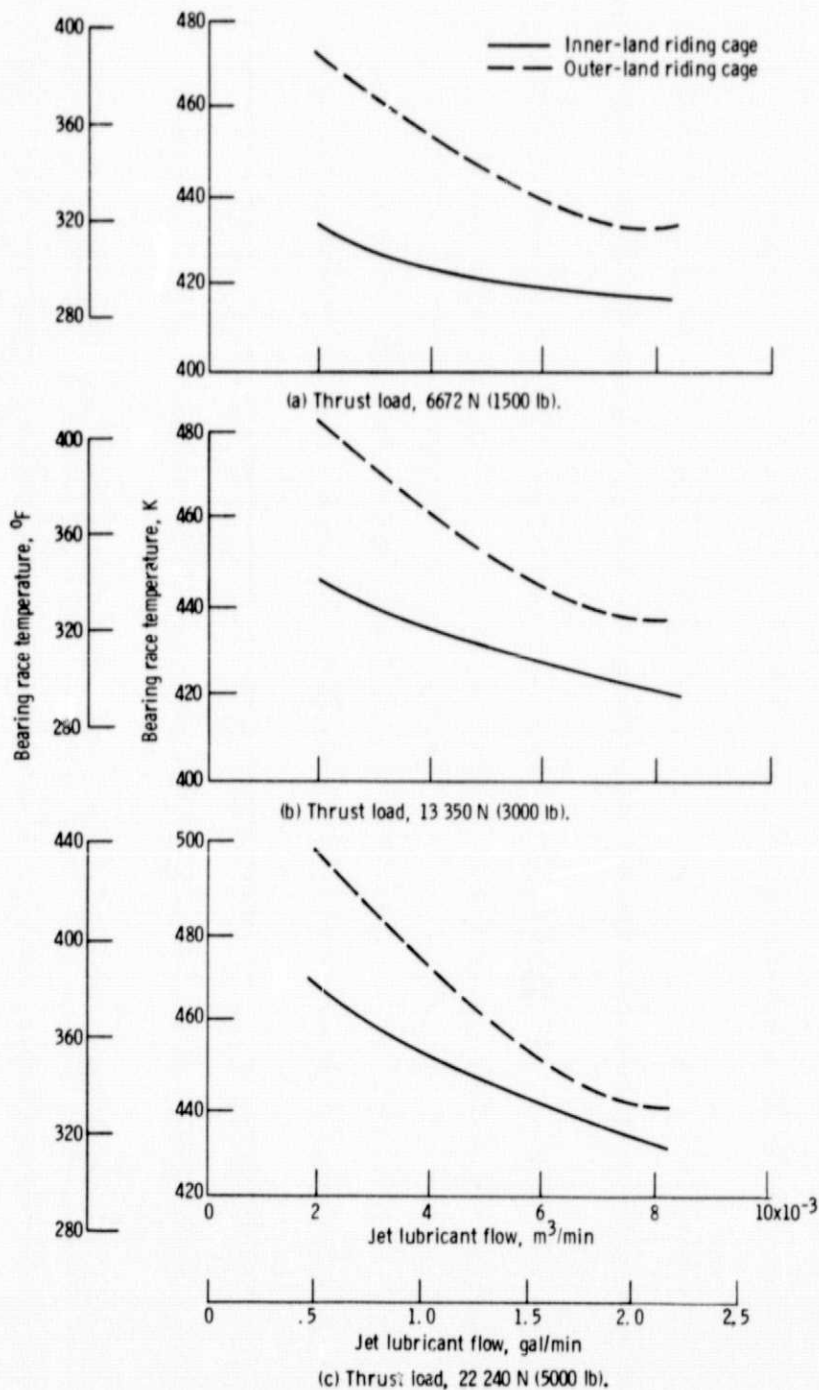 400
360
320
280
480
460
440
420
400
Inner-land riding cage
Outer-land riding cage
(a) Thrust load, 6672 N (1500 lb).
Bearing race temperature, °F
400
360
320
280
Bearing race temperature, K
480
460
440
420
400
(b) Thrust load, 13 350 N (3000 lb).
440
400
360
320
280
500
480
460
440
420
0 2 4 6 8 10x10⁻³
Jet lubricant flow, m³/min
0 .5 1.0 1.5 2.0 2.5
Jet lubricant flow, gal/min
(c) Thrust load, 22 240 N (5000 lb).